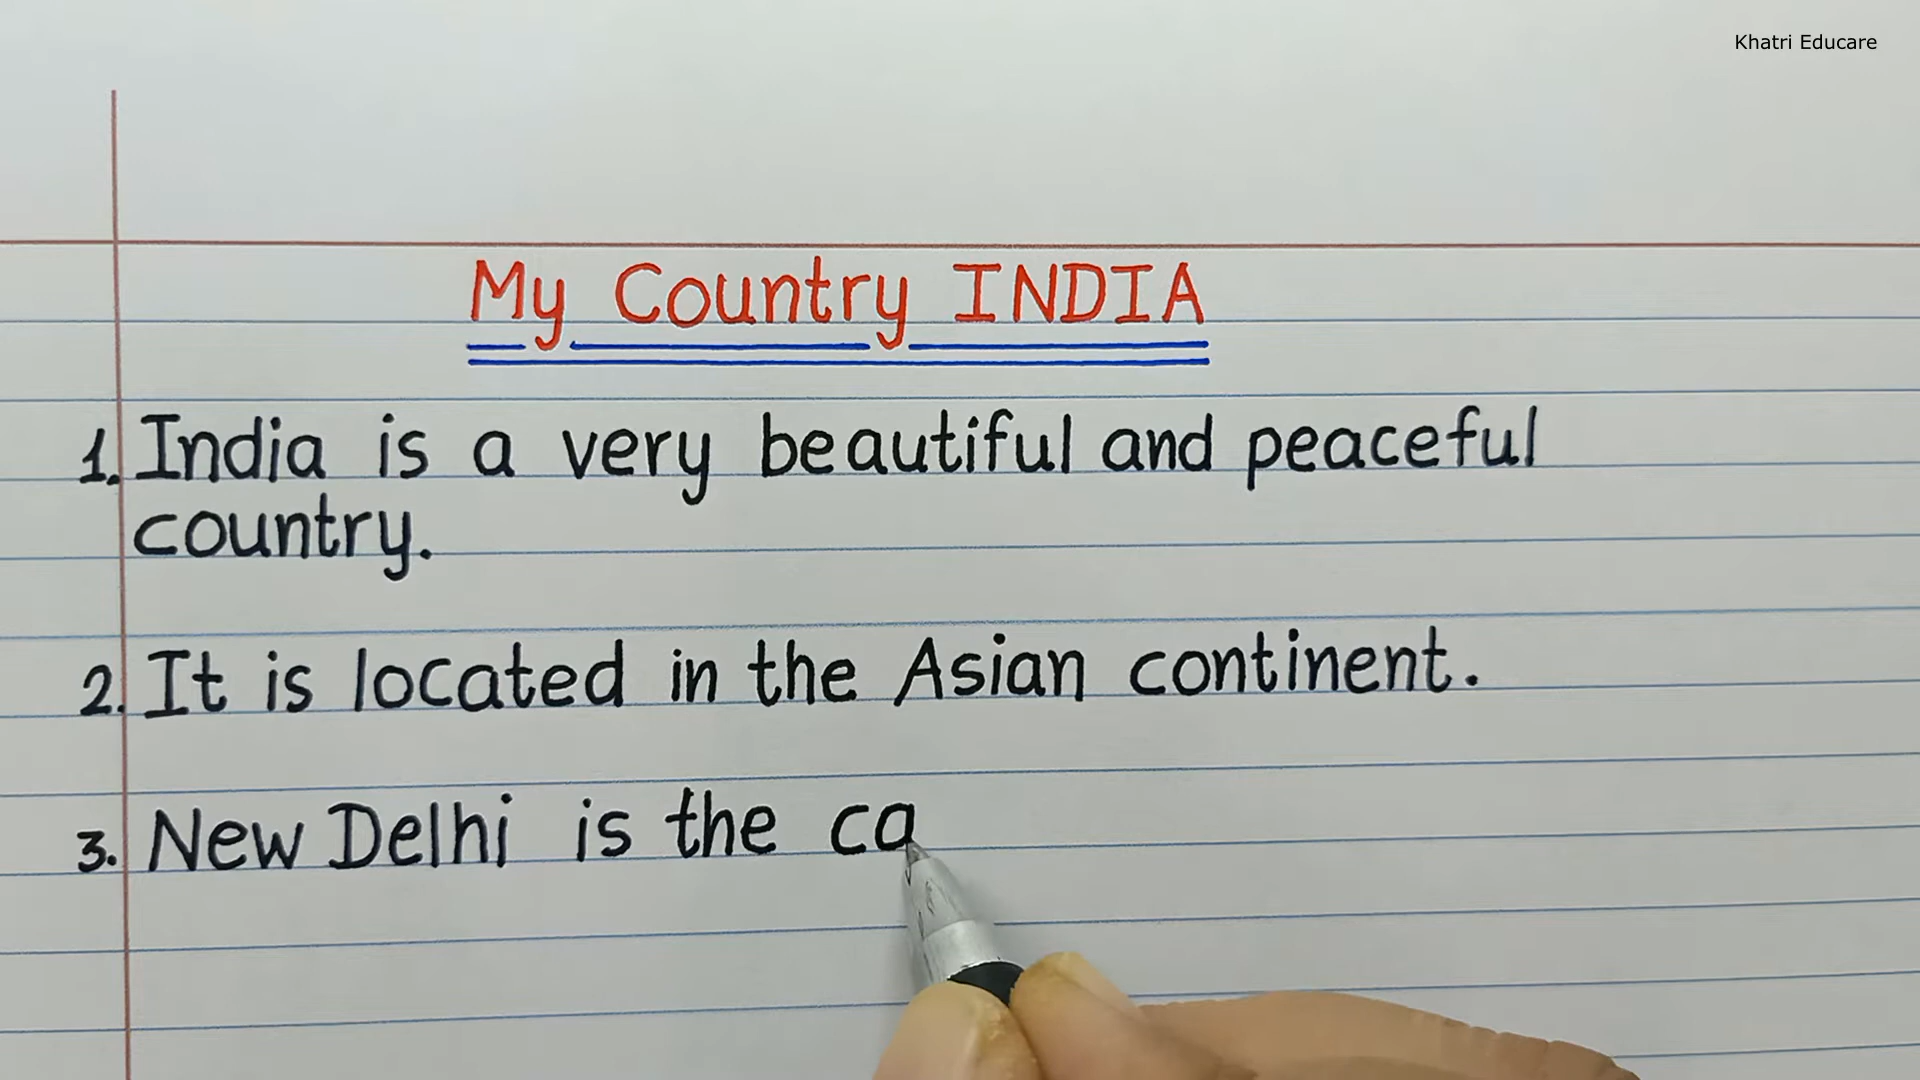 Khatri Educare
My Country INDIA
1. India is a very beautiful and peaceful
country.
2. It is located in the Asian continent.
3. New Delhi is the ca